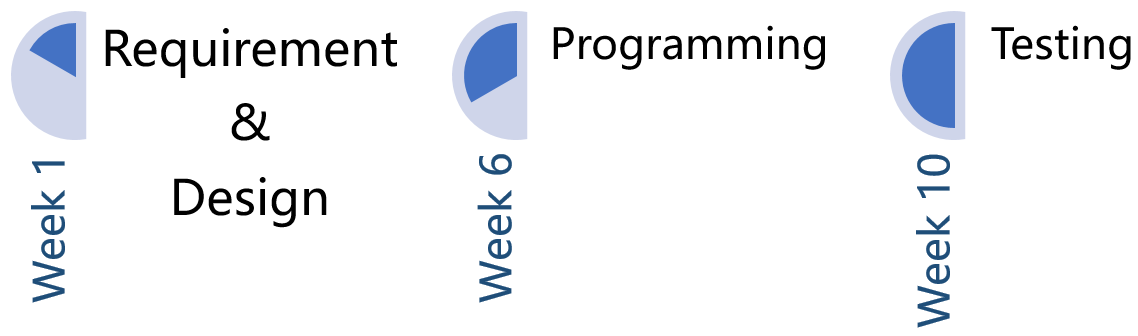 Requirement
&
Design
Week 1
Programming
Week 6
Testing
Week 10